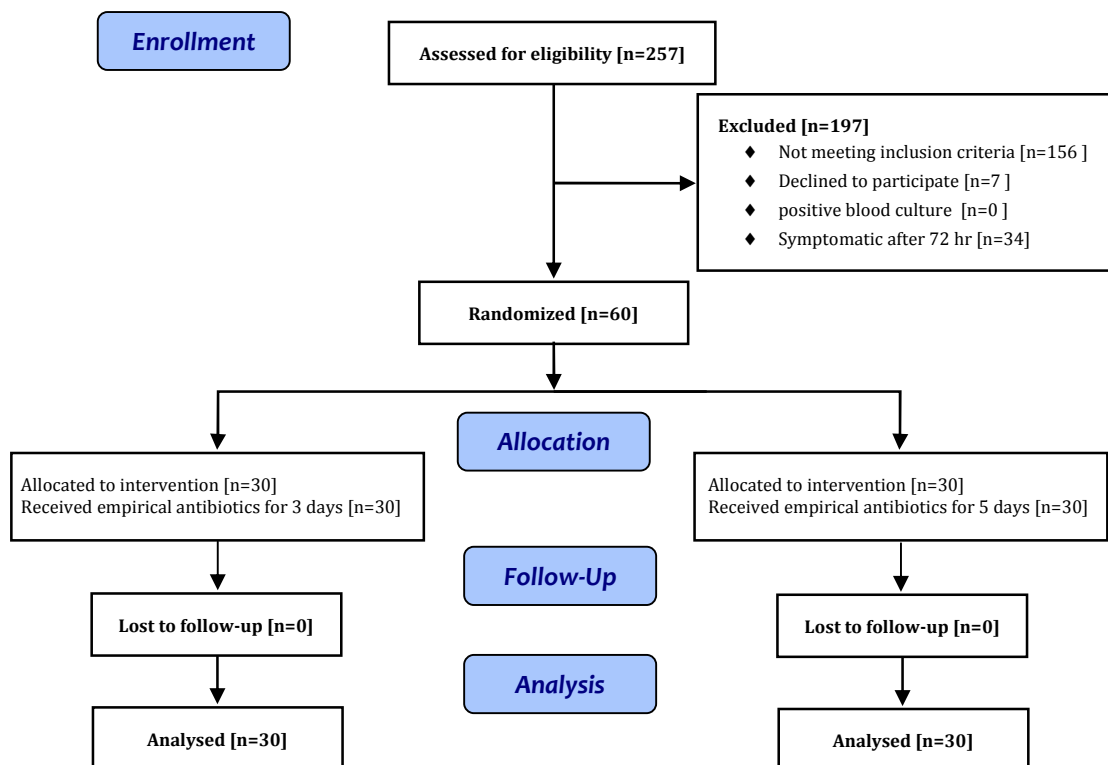 Enrollment
Assessed for eligibility [n=257]
Excluded [n=197]
♦ Not meeting inclusion criteria [n=156 ]
♦ Declined to participate [n=7 ]
♦ positive blood culture [n=0 ]
♦ Symptomatic after 72 hr [n=34]
Randomized [n=60]
Allocation
Allocated to intervention [n=30]
Received empirical antibiotics for 3 days [n=30]
Allocated to intervention [n=30]
Received empirical antibiotics for 5 days [n=30]
Follow-Up
Lost to follow-up [n=0]
Lost to follow-up [n=0]
Analysis
Analysed [n=30]
Analysed [n=30]